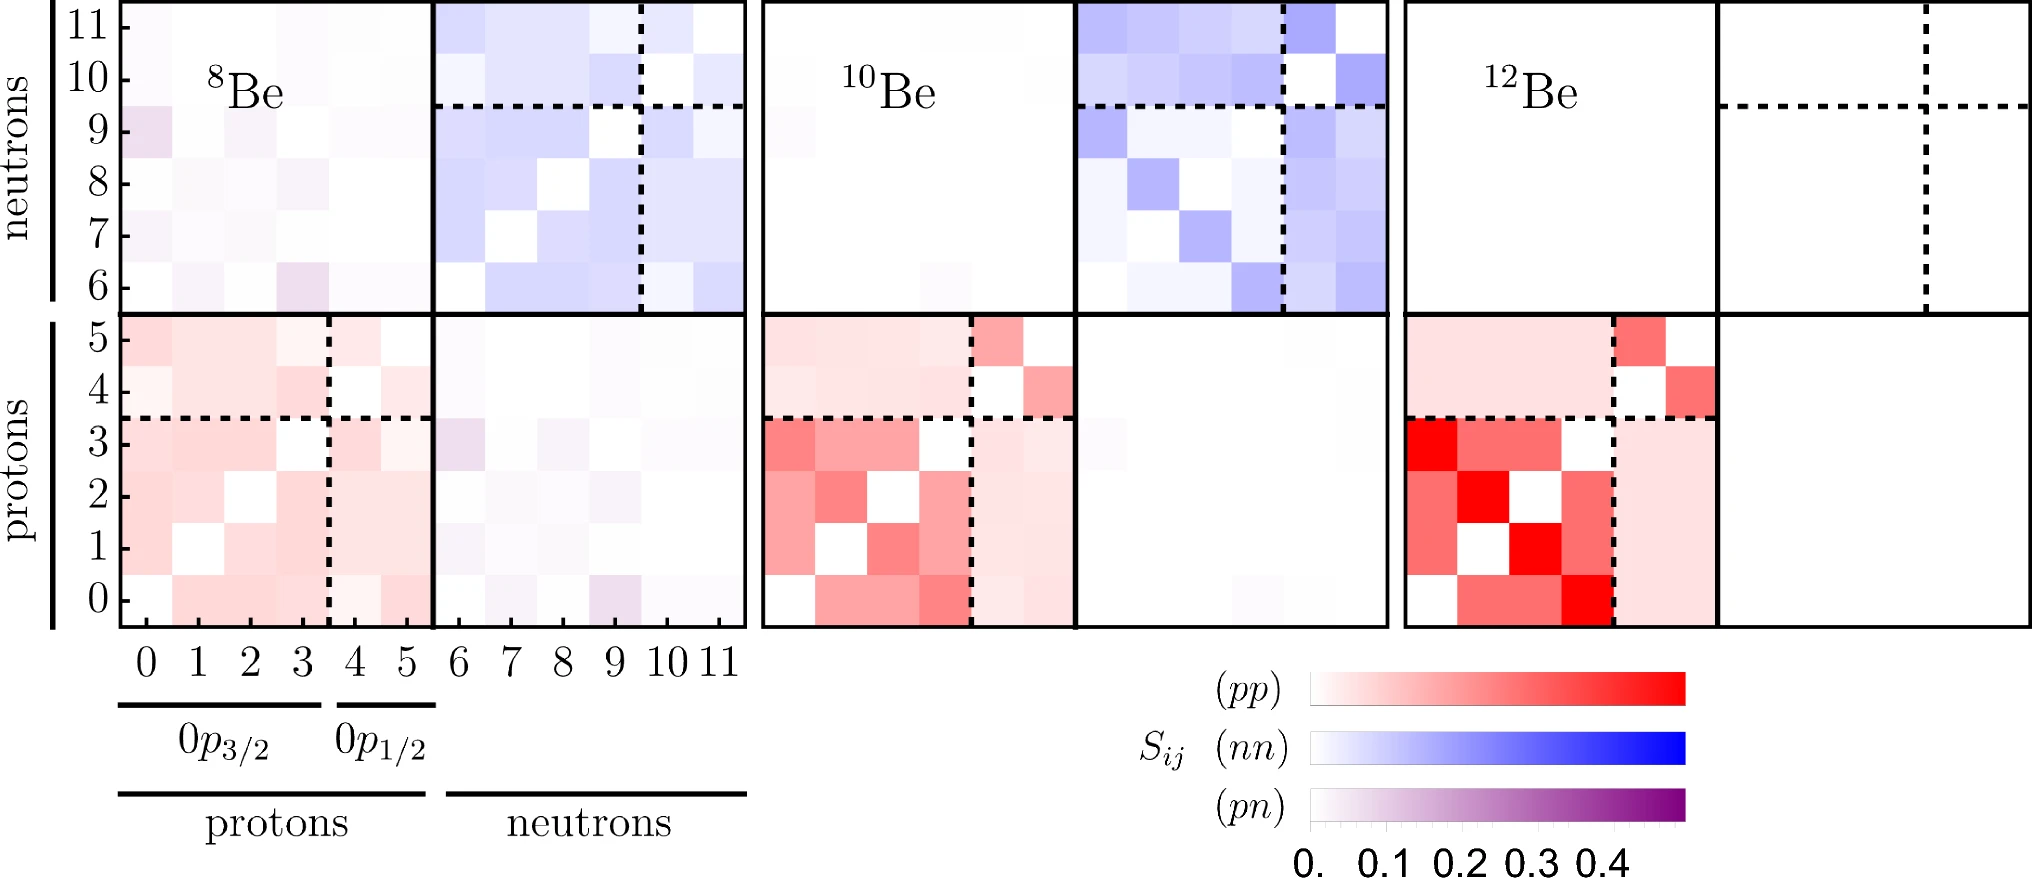 neutrons
11
10
9
8
7
6
⁸Be
¹⁰Be
¹²Be
protons
5
4
3
2
1
0
0 1 2 3 4 5 6 7 8 9 10 11
0p₃/₂ 0p₁/₂
protons neutrons
(pp)
Sᵢⱼ (nn)
(pn)
0. 0.1 0.2 0.3 0.4